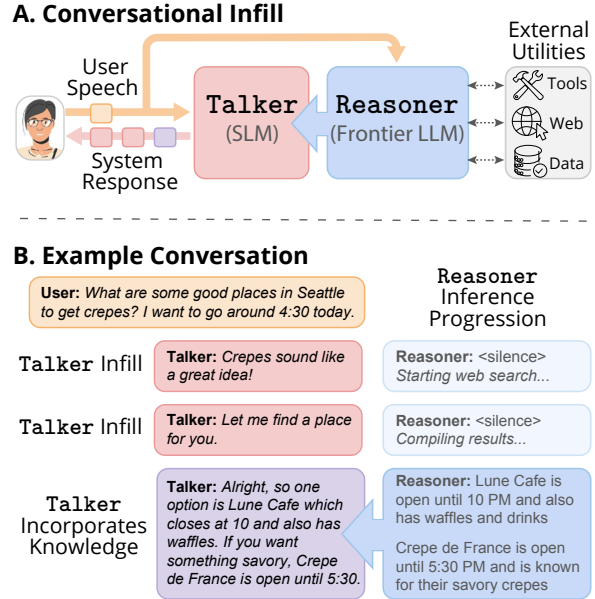 A. Conversational Infill
User
Speech
System
Response
Talker
(SLM)
Reasoner
(Frontier LLM)
External
Utilities
Tools
Web
Data
B. Example Conversation
User: What are some good places in Seattle
to get crepes? I want to go around 4:30 today.
Reasoner
Inference
Progression
Talker Infill
Talker: Crepes sound like
a great idea!
Reasoner: <silence>
Starting web search...
Talker Infill
Talker: Let me find a place
for you.
Reasoner: <silence>
Compiling results...
Talker
Incorporates
Knowledge
Talker: Alright, so one
option is Lune Cafe which
closes at 10 and also has
waffles. If you want
something savory, Crepe
de France is open until 5:30.
Reasoner: Lune Cafe is
open until 10 PM and also
has waffles and drinks
Crepe de France is open
until 5:30 PM and is known
for their savory crepes